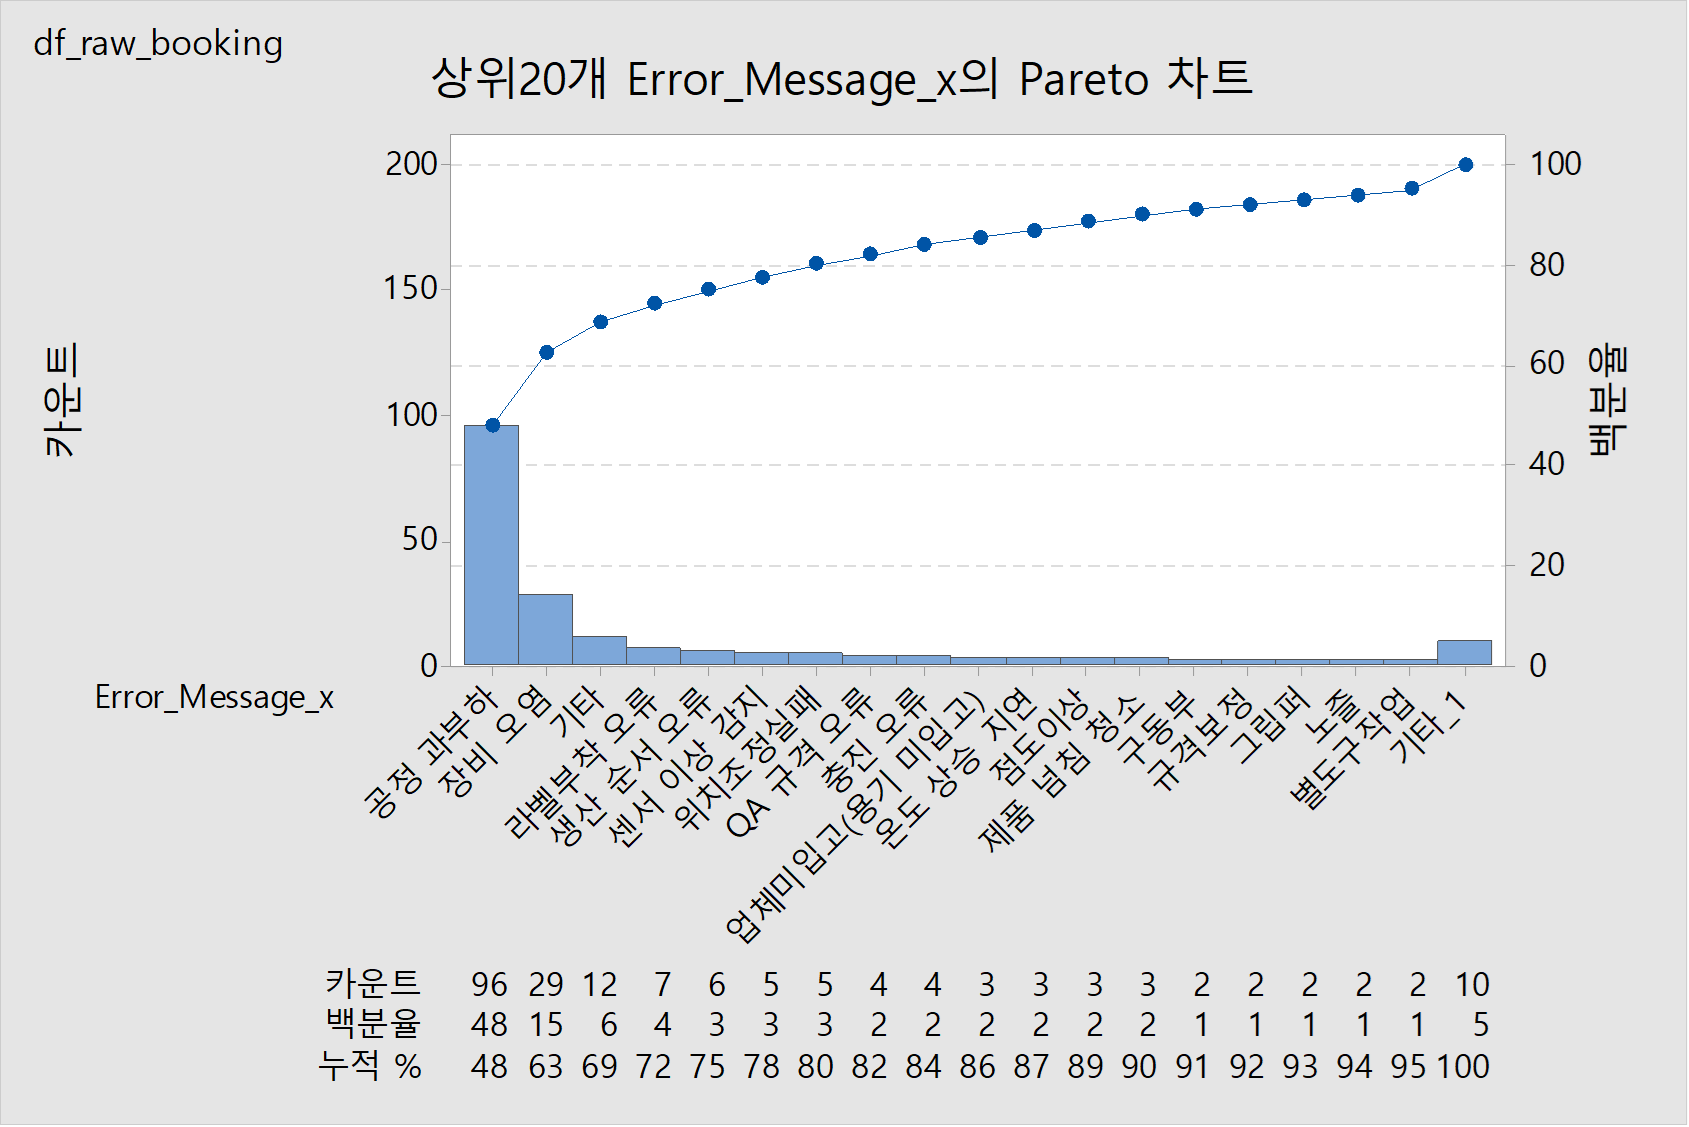 df_raw_booking
상위20개 Error_Message_x의 Pareto 차트
200
150
100
50
0
카운트
100
80
60
40
20
0
백분율
Error_Message_x
공정 과부하
장비 오염
기타
라벨부착 오류
생산 순서 오류
센서 이상 감지
위치조정실패
QA 규격 오류
충진 오류
업체미입고(용기 미입고)
온도 상승 지연
점도이상
제품 넘침 청소
구동부
규격보정
그립퍼
노즐
별도구작업
기타_1
카운트 96 29 12 7 6 5 5 4 4 3 3 3 3 2 2 2 2 2 10
백분율 48 15 6 4 3 3 3 2 2 2 2 2 2 1 1 1 1 1 5
누적 % 48 63 69 72 75 78 80 82 84 86 87 89 90 91 92 93 94 95 100